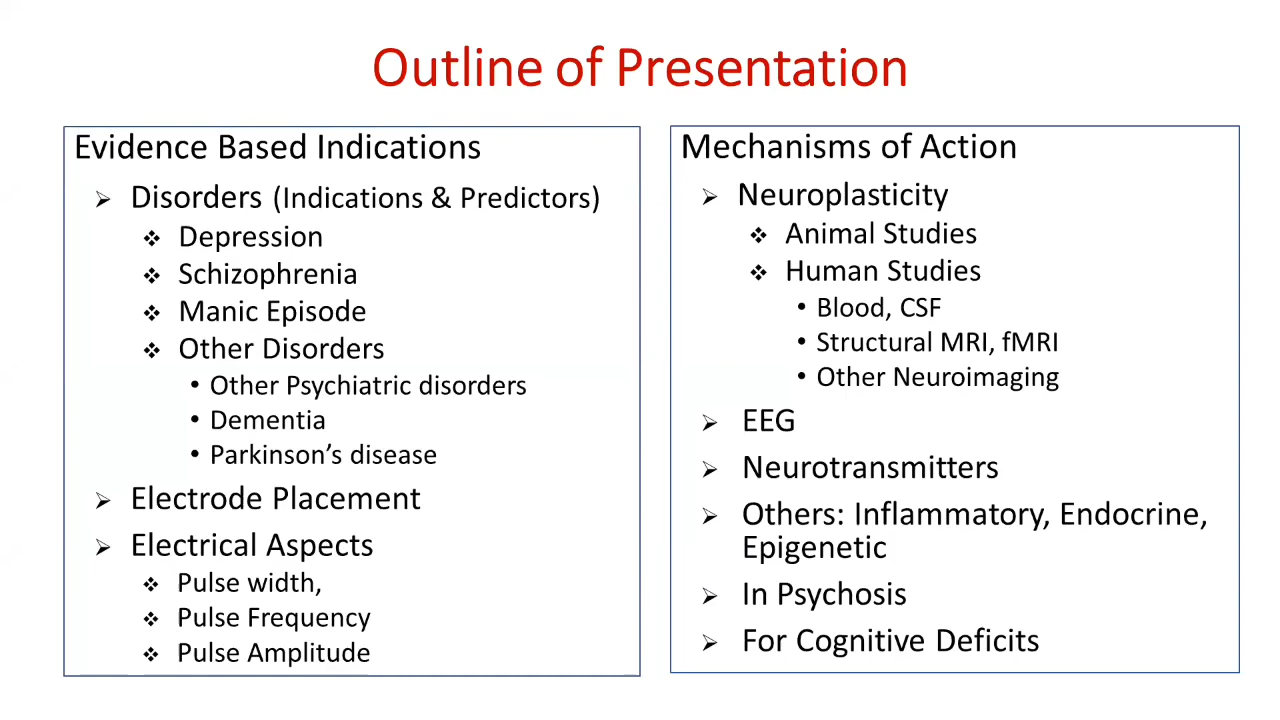 Outline of Presentation
Evidence Based Indications
Disorders (Indications & Predictors)
Depression
Schizophrenia
Manic Episode
Other Disorders
Other Psychiatric disorders
Dementia
Parkinson's disease
Electrode Placement
Electrical Aspects
Pulse width,
Pulse Frequency
Pulse Amplitude
Mechanisms of Action
Neuroplasticity
Animal Studies
Human Studies
Blood, CSF
Structural MRI, fMRI
Other Neuroimaging
EEG
Neurotransmitters
Others: Inflammatory, Endocrine,
Epigenetic
In Psychosis
For Cognitive Deficits